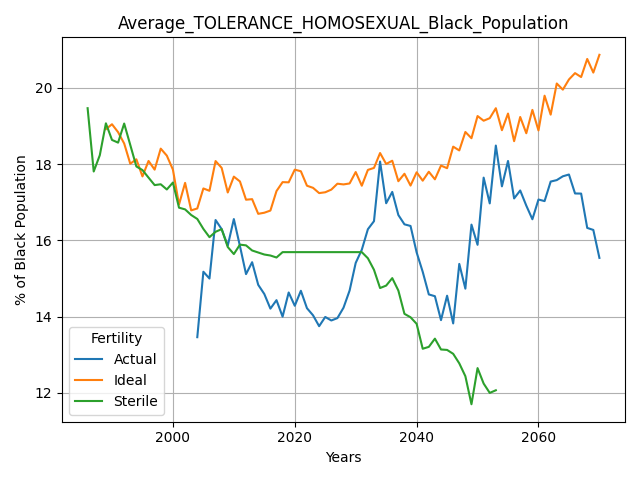 Average_TOLERANCE_HOMOSEXUAL_Black_Population
% of Black Population
20
18
16
14
12
Fertility
Actual
Ideal
Sterile
2000 2020 2040 2060
Years